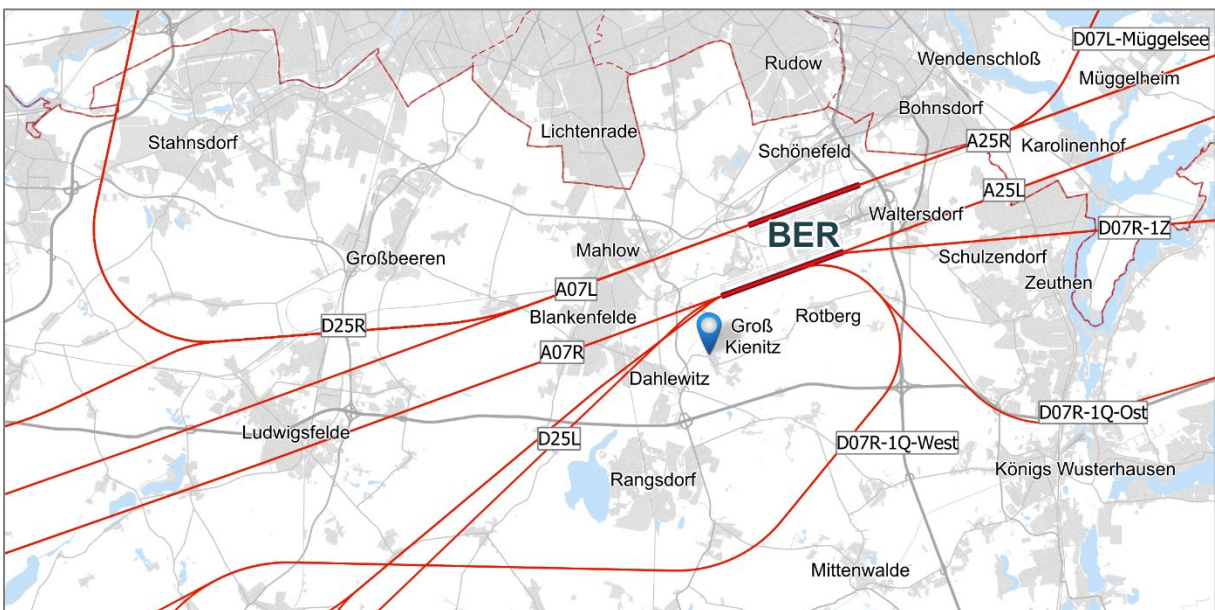 D07L-Müggelsee
Wendenschloß
Rudow
Müggelheim
Bohnsdorf
Lichtenrade
A25R
Stahnsdorf
Karolinenhof
Schönefeld
A25L
Waltersdorf
D07R-1Z
BER
Mahlow
Schulzendorf
Großbeeren
Zeuthen
A07L
Blankenfelde
Rotberg
D25R
Groß
Kienitz
A07R
Dahlewitz
D07R-1Q-Ost
Ludwigsfelde
D25L
D07R-1Q-West
Königs Wusterhausen
Rangsdorf
Mittenwalde